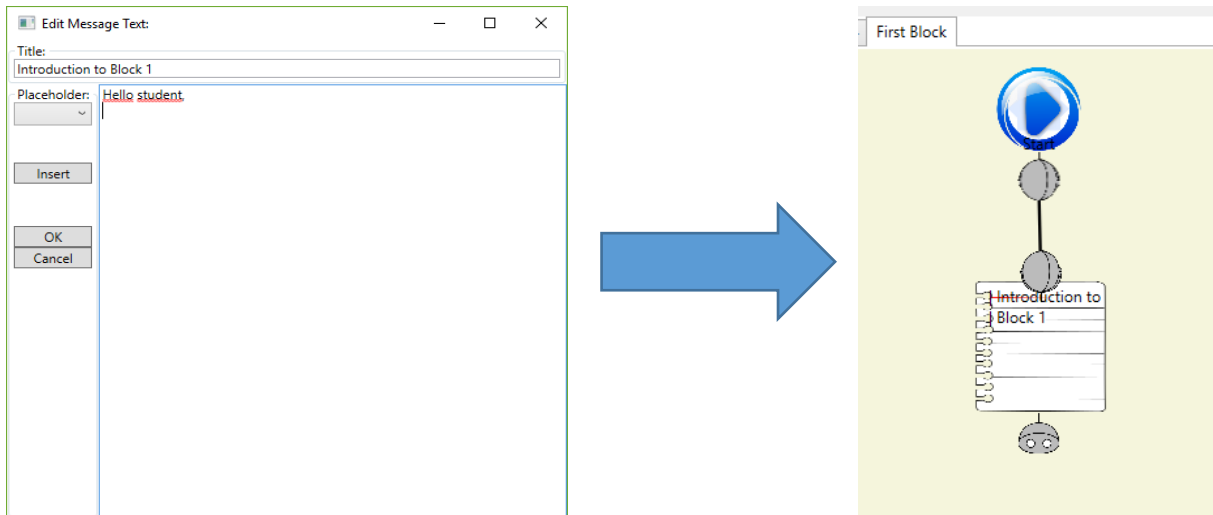 Edit Message Text:
Title:
Introduction to Block 1
Placeholder:
Hello student,
Insert
OK
Cancel
First Block
Start
Introduction to
Block 1